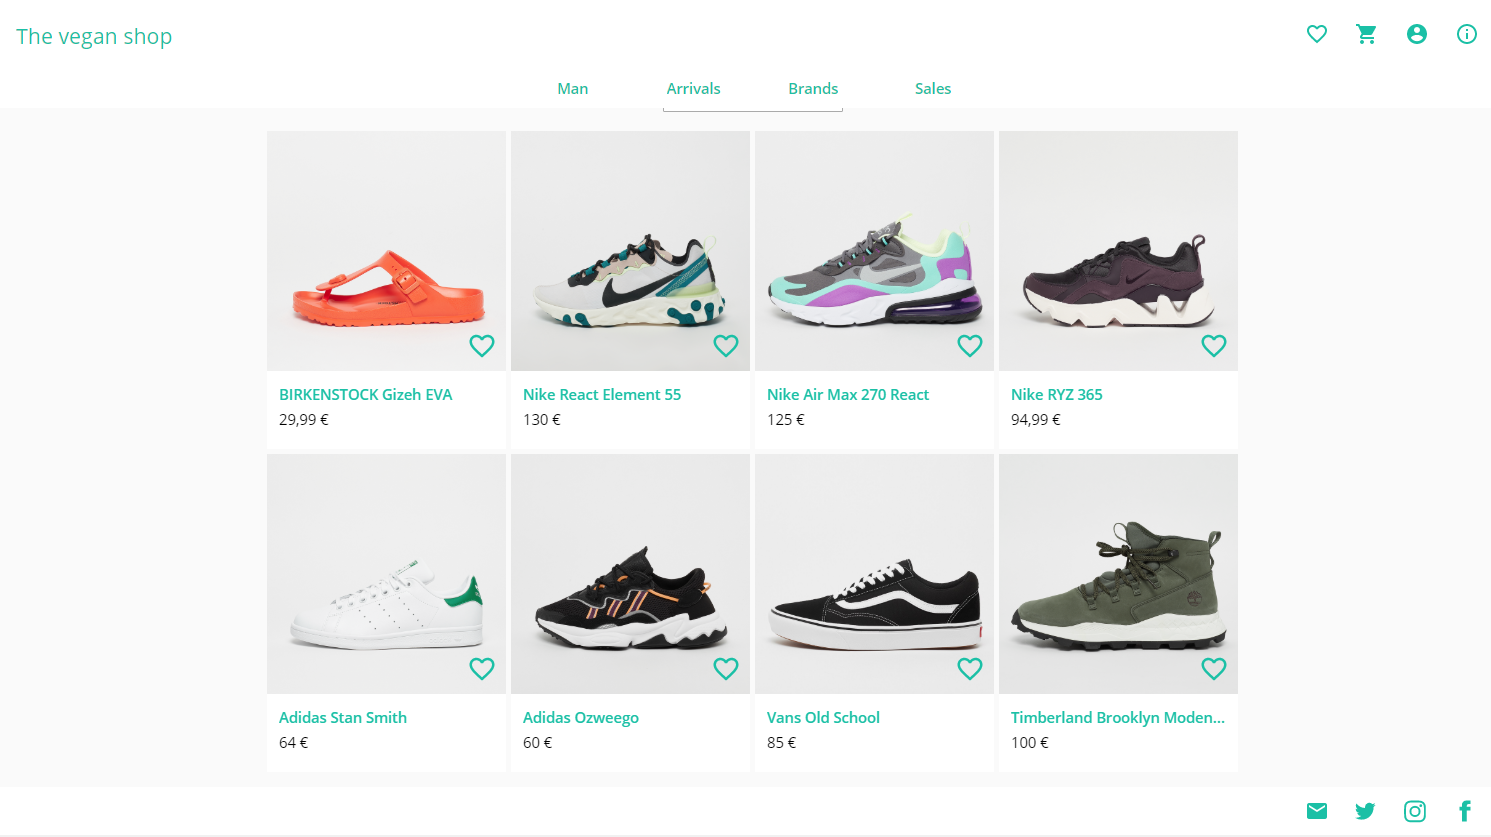 The vegan shop
Man Arrivals Brands Sales
BIRKENSTOCK Gizeh EVA
29,99 €
Nike React Element 55
130 €
Nike Air Max 270 React
125 €
Nike RYZ 365
94,99 €
Adidas Stan Smith
64 €
Adidas Ozweego
60 €
Vans Old School
85 €
Timberland Brooklyn Moden...
100 €